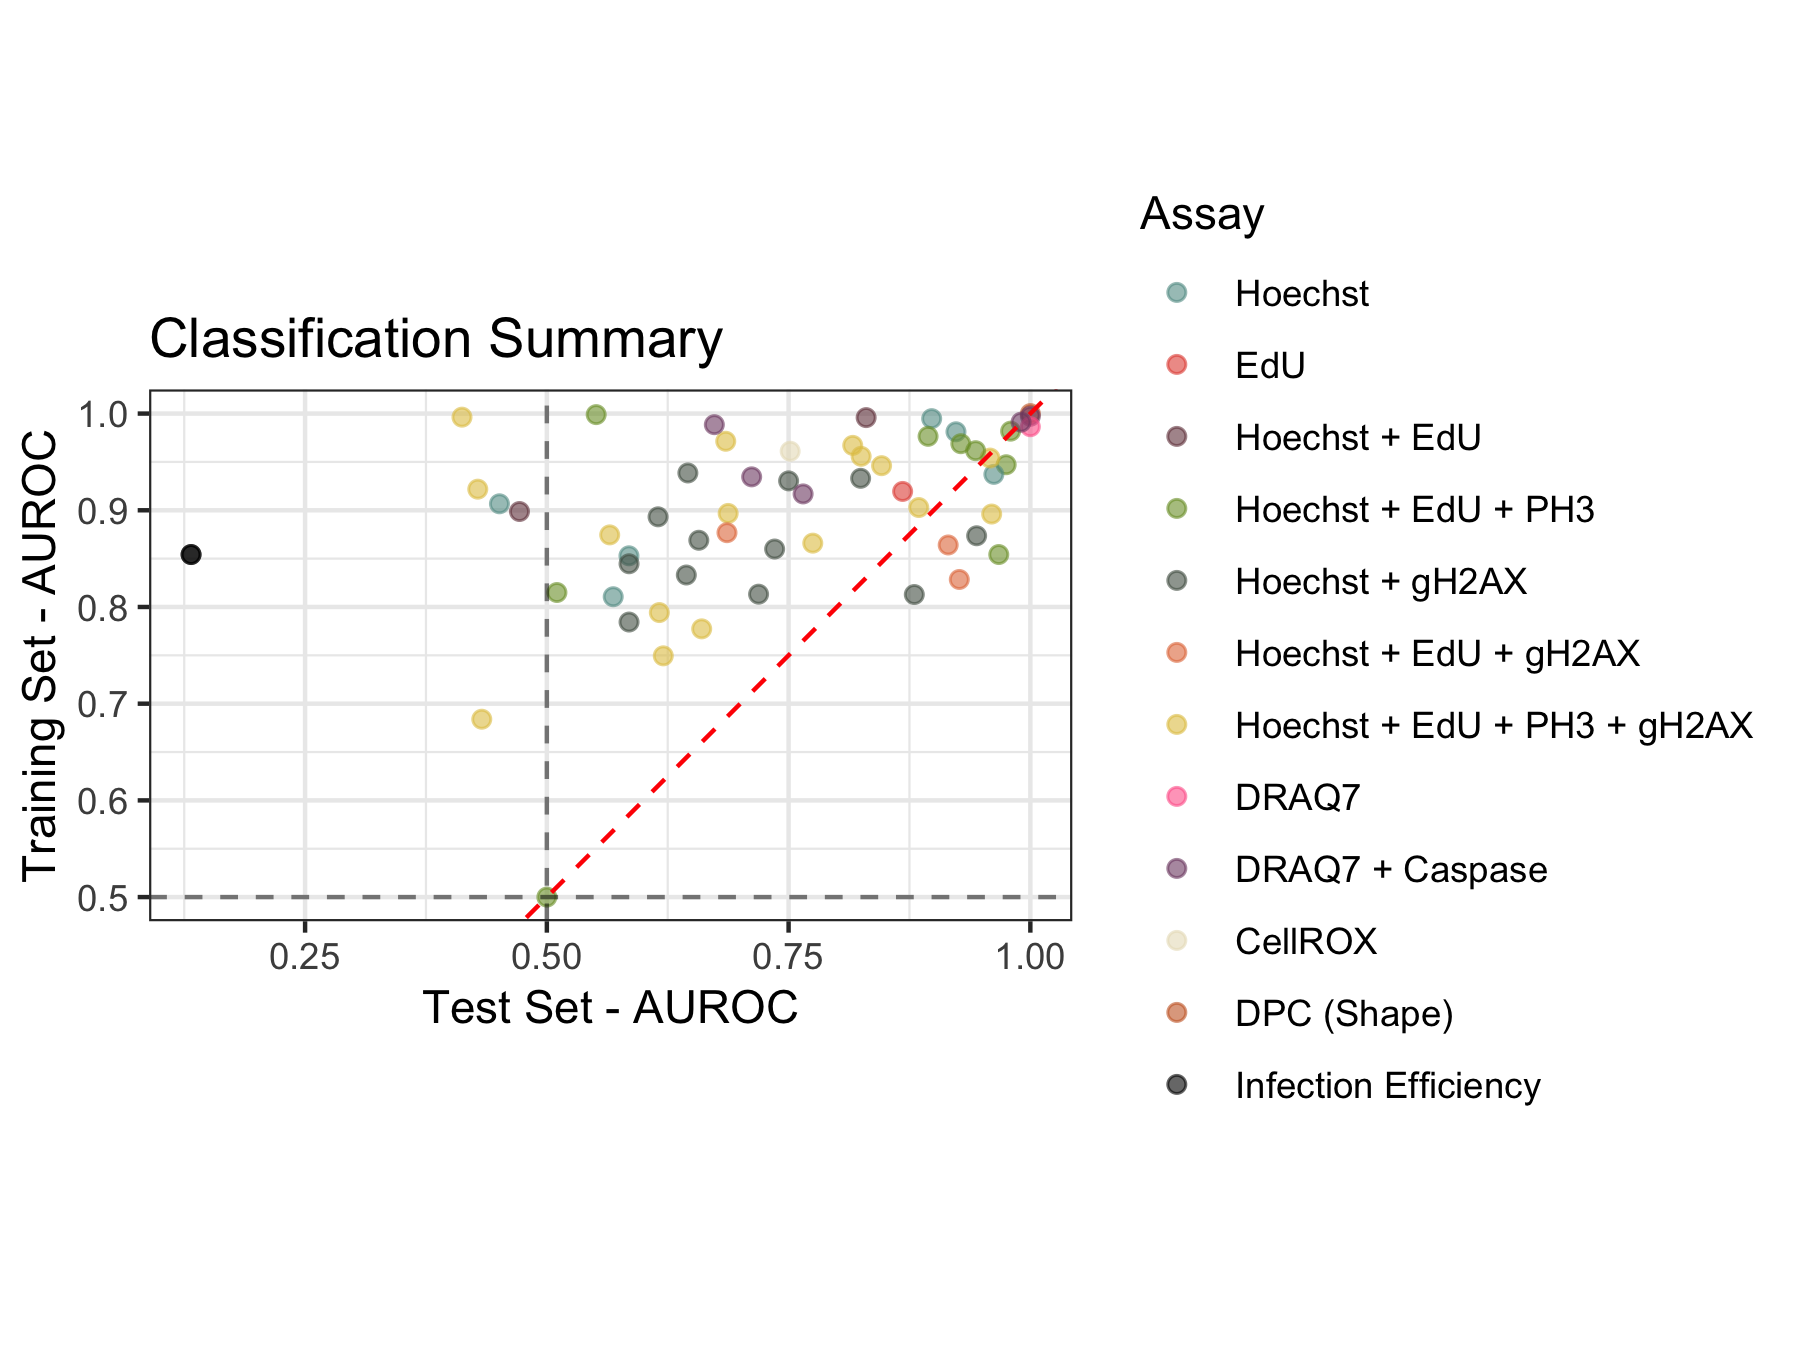 Classification Summary
Training Set - AUROC
1.0
0.9
0.8
0.7
0.6
0.5
0.25
0.50
0.75
1.00
Test Set - AUROC
Assay
Hoechst
EdU
Hoechst + EdU
Hoechst + EdU + PH3
Hoechst + gH2AX
Hoechst + EdU + gH2AX
Hoechst + EdU + PH3 + gH2AX
DRAQ7
DRAQ7 + Caspase
CellROX
DPC (Shape)
Infection Efficiency